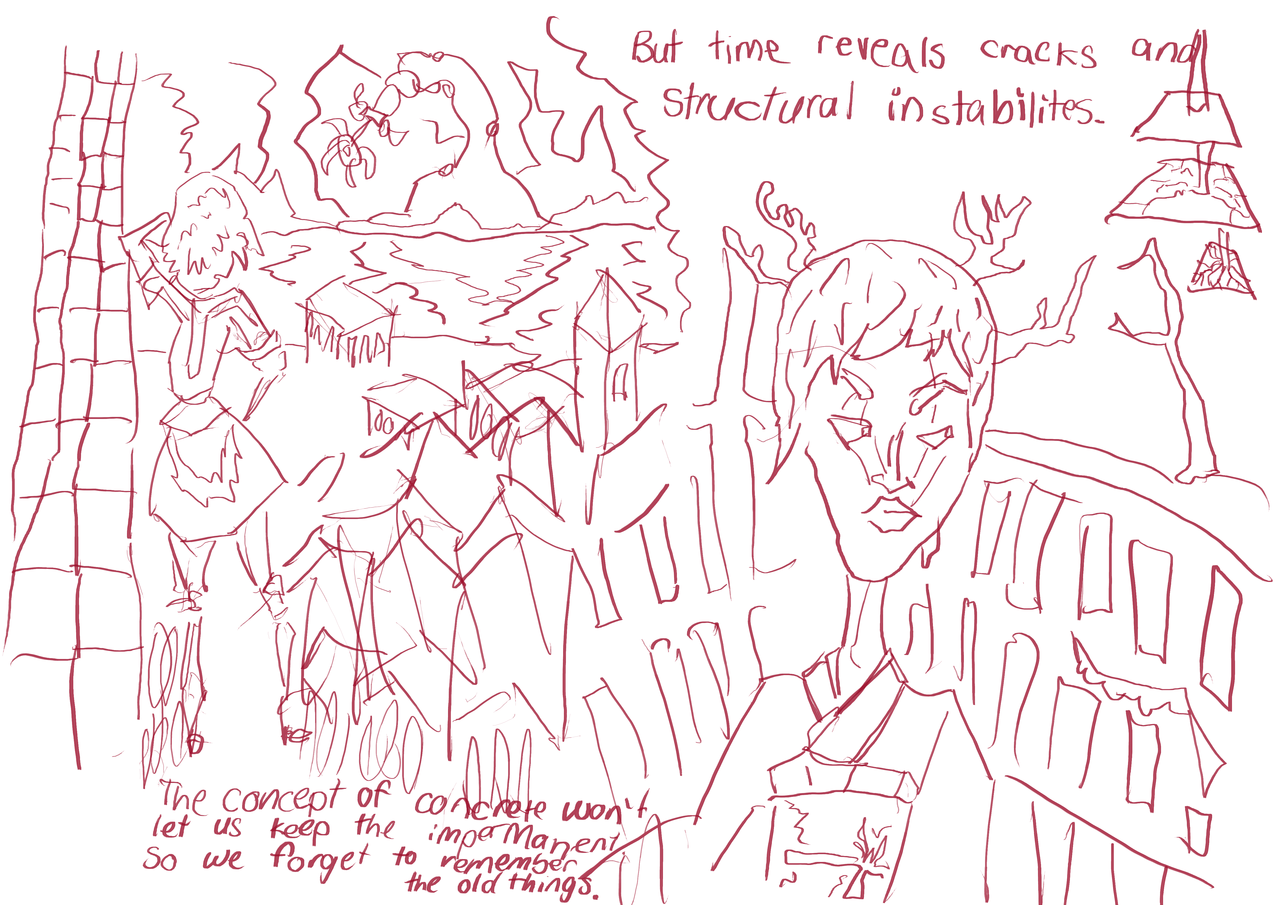 But time reveals cracks and
structural instabilites.
The concept of concrete won't
let us keep the imperManent
So we forget to remember
the old things.